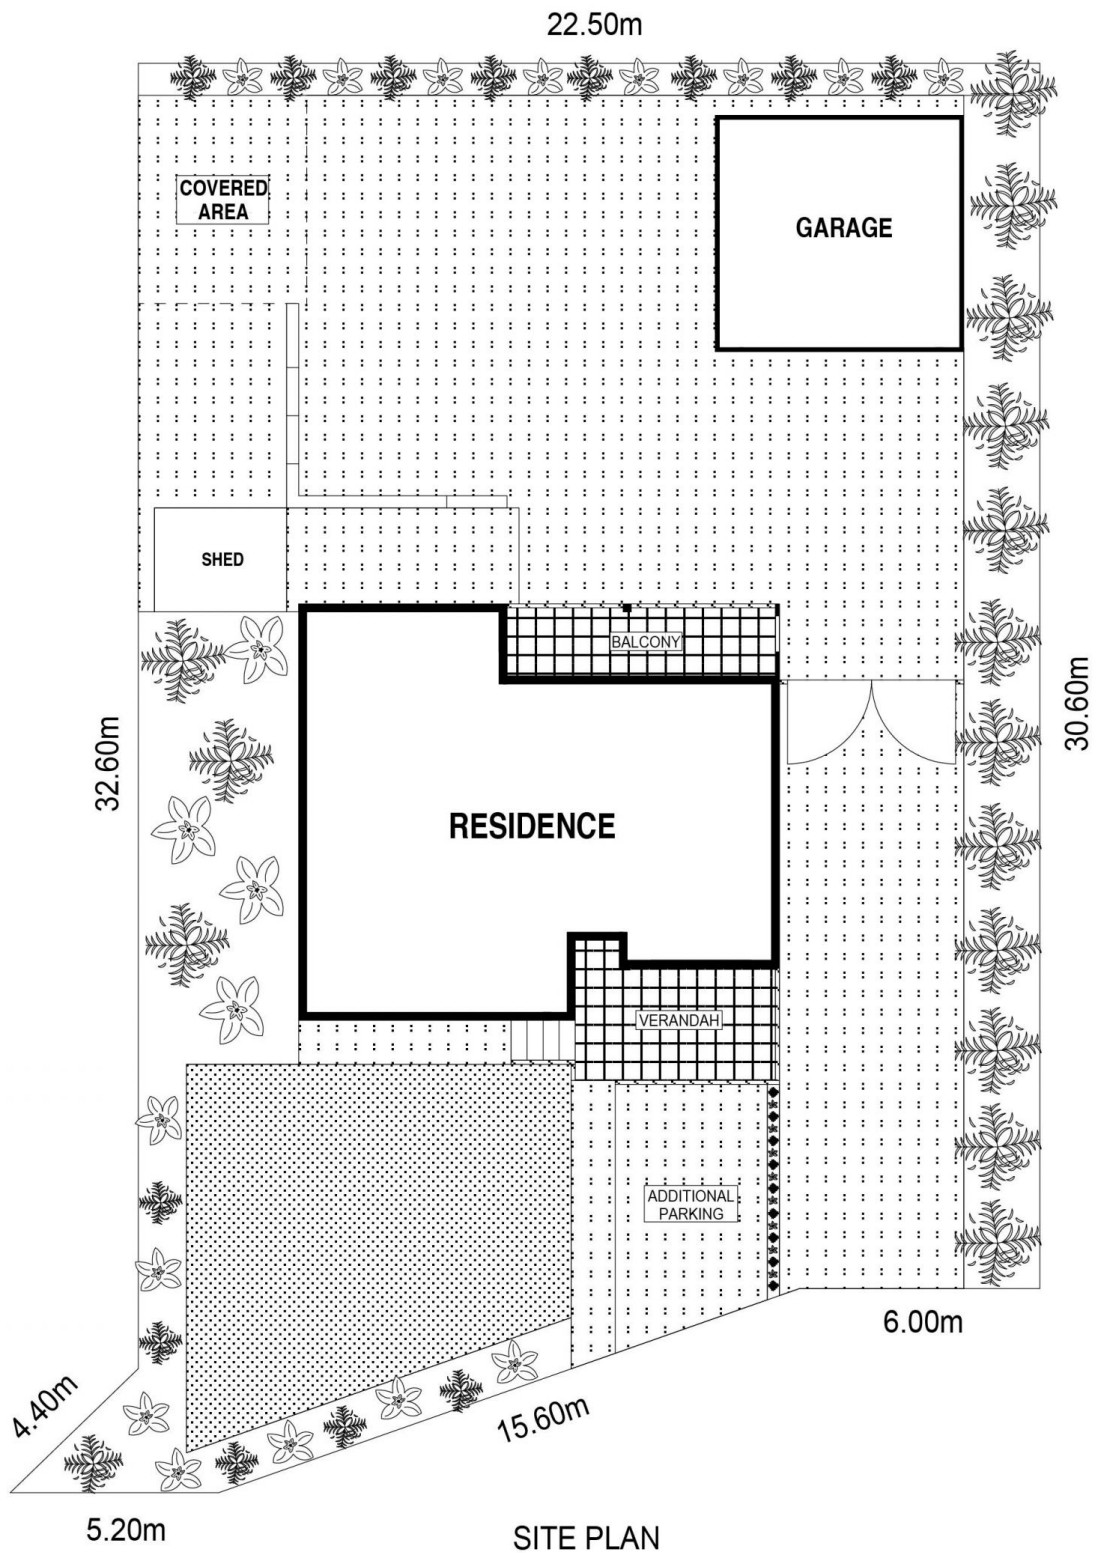 22.50m
COVERED
AREA
GARAGE
SHED
BALCONY
30.60m
32.60m
RESIDENCE
VERANDAH
ADDITIONAL
PARKING
6.00m
4.40m
15.60m
5.20m
SITE PLAN